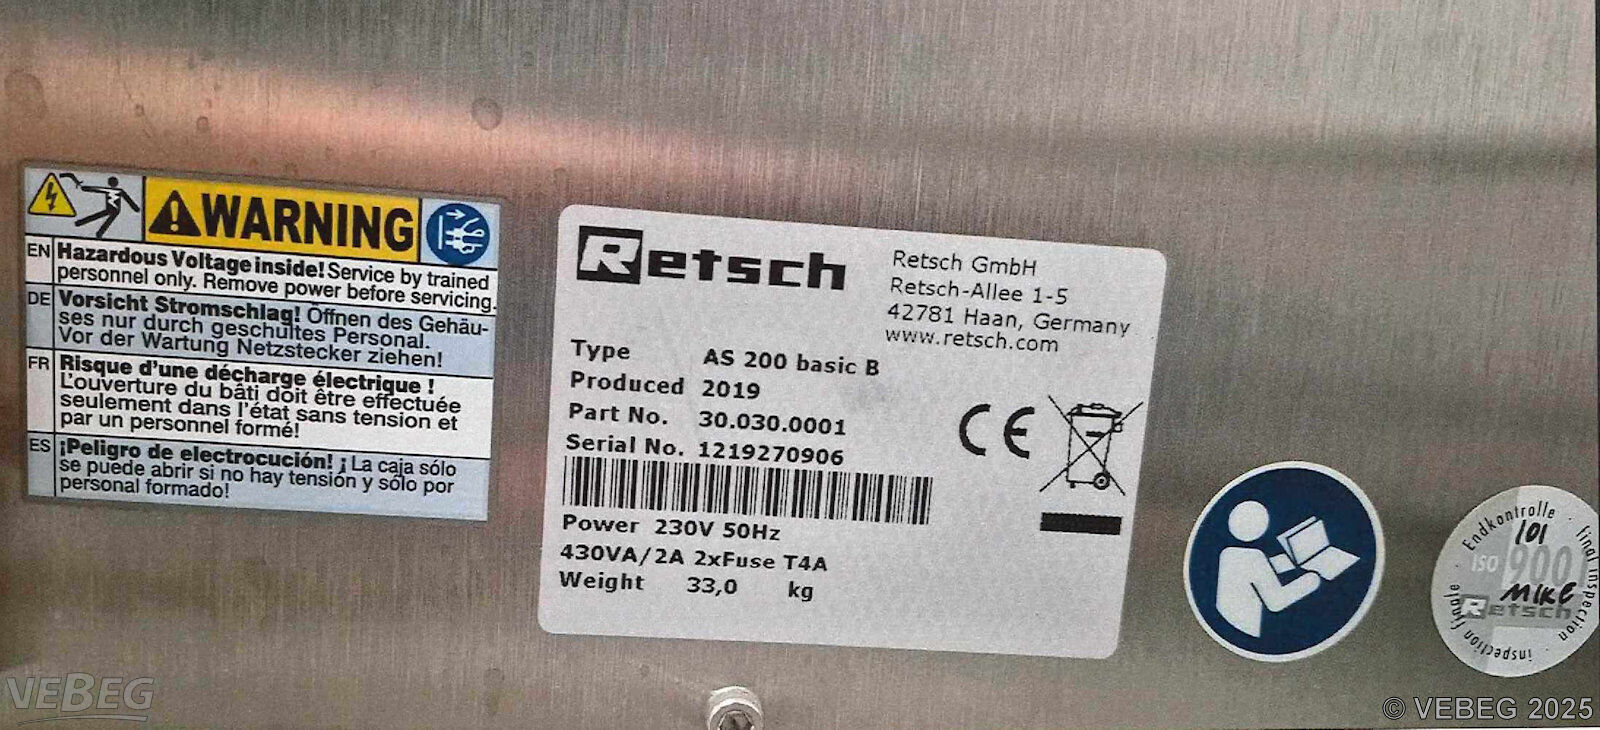 WARNING
EN Hazardous Voltage inside! Service by trained
personnel only. Remove power before servicing.
DE Vorsicht Stromschlag! Öffnen des Gehäu-
ses nur durch geschultes Personal.
Vor der Wartung Netzstecker ziehen!
FR Risque d'une décharge électrique !
L'ouverture du bâti doit être effectuée
seulement dans l'état sans tension et
par un personnel formé!
ES ¡Peligro de electrocución! ¡La caja sólo
se puede abrir si no hay tensión y sólo por
personal formado!
Retsch
Retsch GmbH
Retsch-Allee 1-5
42781 Haan, Germany
www.retsch.com
Type AS 200 basic B
Produced 2019
Part No. 30.030.0001
Serial No. 1219270906
CE
Power 230V 50Hz
430VA/2A 2xFuse T4A
Weight 33,0 kg
Endkontrolle · final inspection · inspection finale ·
101
ISO 900
MIKE
Retsch
VEBEG
© VEBEG 2025